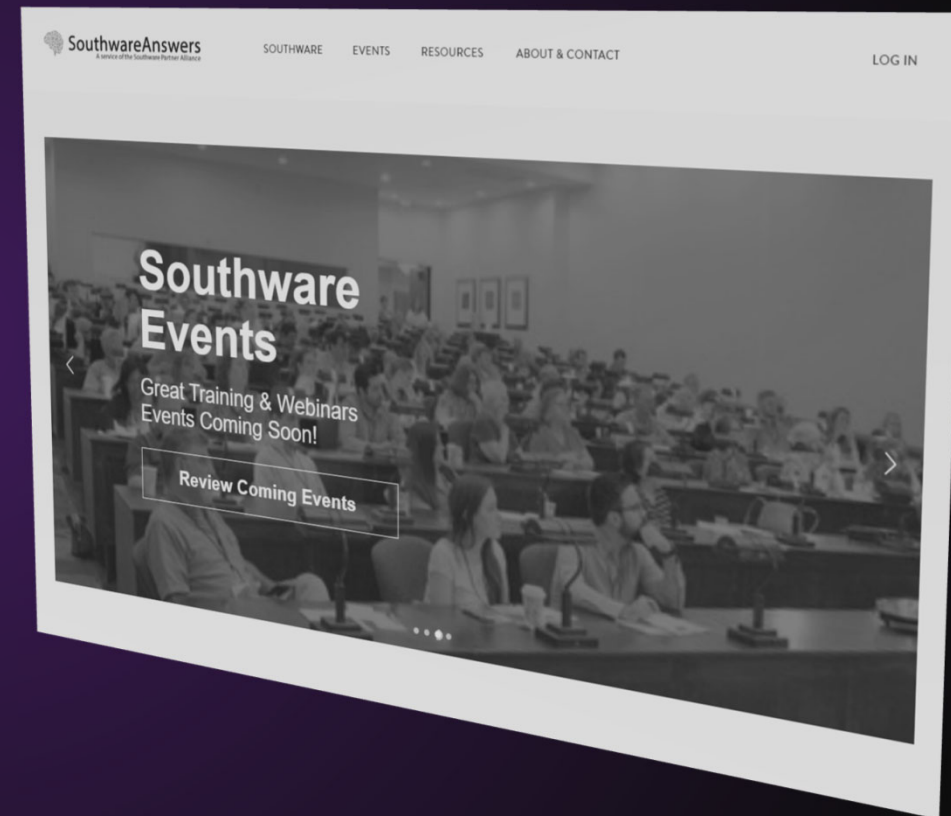 SouthwareAnswers
A service of the Southware Partner Alliance
SOUTHWARE EVENTS RESOURCES ABOUT & CONTACT LOG IN
Southware
Events
Great Training & Webinars
Events Coming Soon!
Review Coming Events